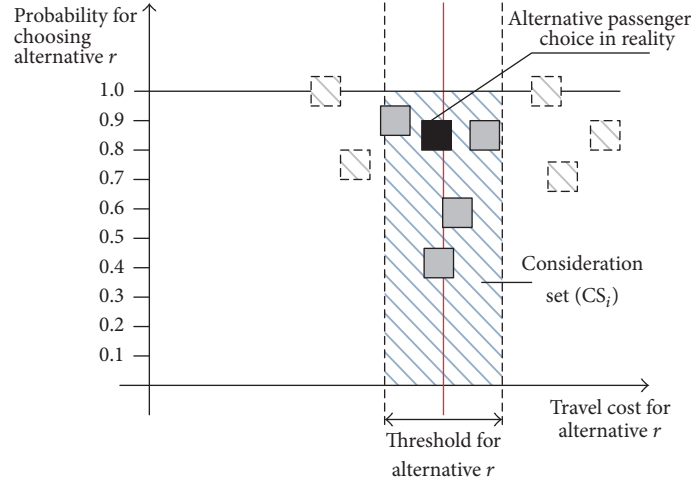 Probability for
choosing
alternative r
Alternative passenger
choice in reality
1.0
0.9
0.8
0.7
0.6
0.5
0.4
0.3
0.2
0.1
Consideration
set (CSᵢ)
Travel cost for
alternative r
Threshold for
alternative r